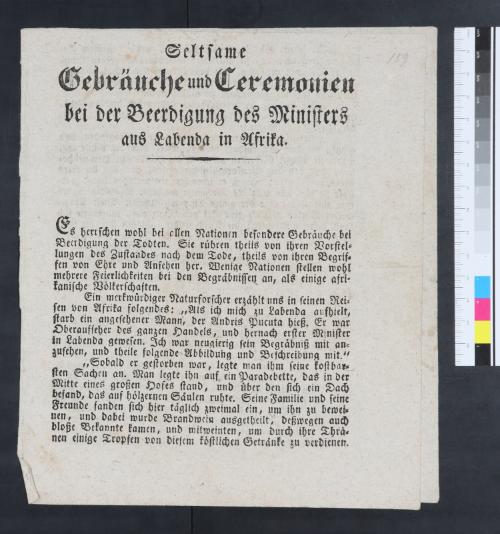 159
Seltsame
Gebräuche und Ceremonien
bei der Beerdigung des Ministers
aus Labenda in Afrika.
Es herrschen wohl bei allen Nationen besondere Gebräuche bei
Beerdigung der Todten. Sie rühren theils von ihren Vorstel-
lungen des Zustandes nach dem Tode, theils von ihren Begrif-
fen von Ehre und Ansehen her. Wenige Nationen stellen wohl
mehrere Feierlichkeiten bei den Begräbnissen an, als einige afri-
kanische Völkerschaften.
Ein merkwürdiger Naturforscher erzählt uns in seinen Rei-
sen von Afrika folgendes: „Als ich mich zu Labenda aufhielt,
starb ein angesehener Mann, der Andris Pucuta hieß. Er war
Oberaufseher des ganzen Handels, und hernach erster Minister
in Labenda gewesen. Ich war neugierig sein Begräbniß mit an-
zusehen, und theile folgende Abbildung und Beschreibung mit.“
„Sobald er gestorben war, legte man ihm seine kostbar-
sten Sachen an. Man legte ihn auf ein Paradebette, das in der
Mitte eines großen Hofes stand, und über den sich ein Dach
befand, das auf hölzernen Säulen ruhte. Seine Familie und seine
Freunde fanden sich hier täglich zweimal ein, um ihn zu bewei-
nen, und dabei wurde Brandwein ausgetheilt, deßwegen auch
bloße Bekannte kamen, und mitweinten, um durch ihre Thrä-
nen einige Tropfen von diesem köstlichen Getränke zu verdienen.